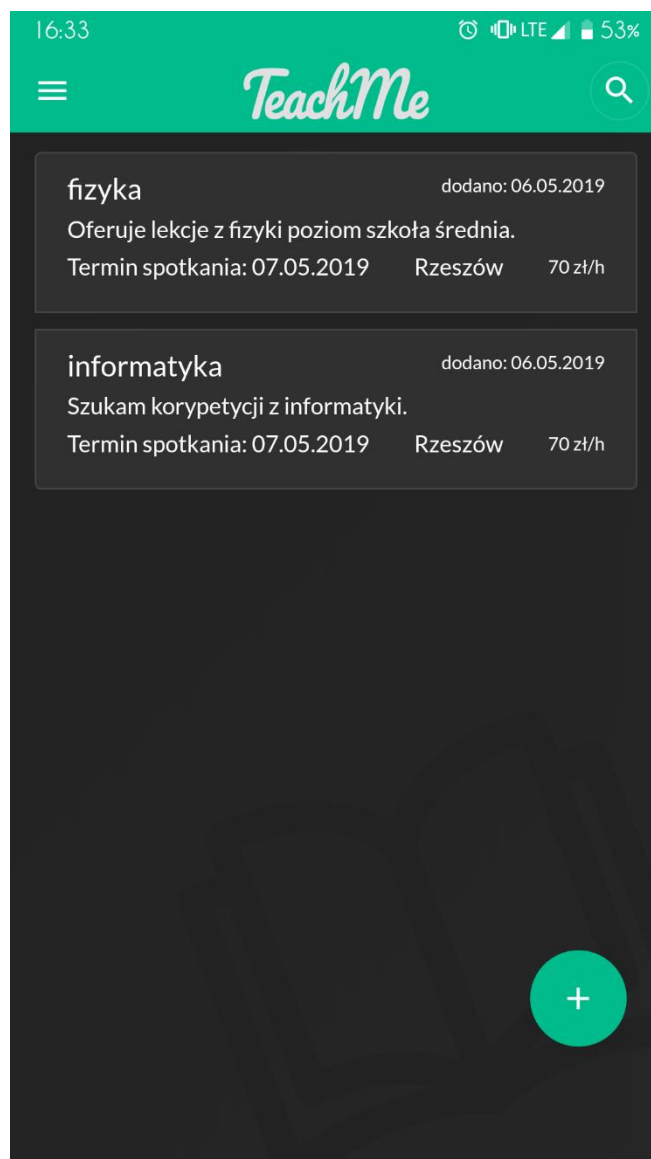 16:33 LTE 53%
TeachMe
fizyka dodano: 06.05.2019
Oferuje lekcje z fizyki poziom szkoła średnia.
Termin spotkania: 07.05.2019 Rzeszów 70 zł/h
informatyka dodano: 06.05.2019
Szukam korypetycji z informatyki.
Termin spotkania: 07.05.2019 Rzeszów 70 zł/h
+